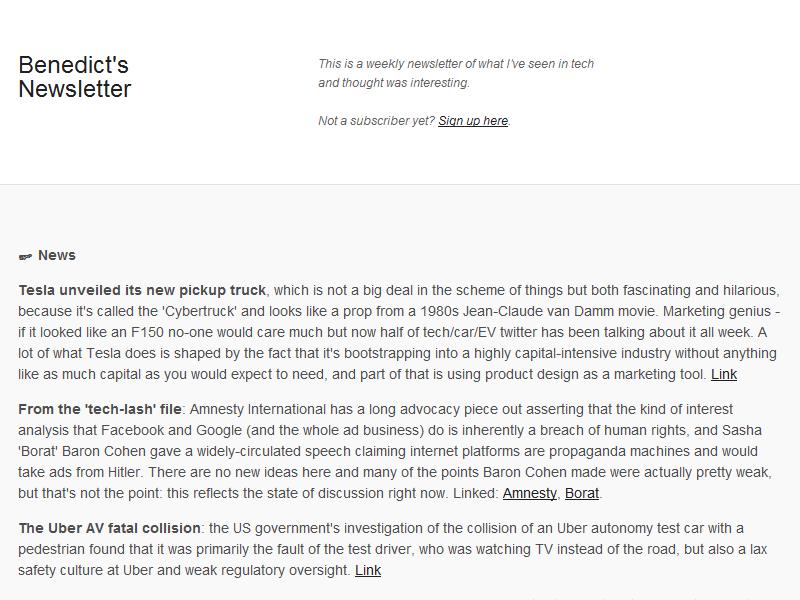 Benedict's
Newsletter
This is a weekly newsletter of what I've seen in tech
and thought was interesting.
Not a subscriber yet? Sign up here.
News
Tesla unveiled its new pickup truck, which is not a big deal in the scheme of things but both fascinating and hilarious,
because it's called the 'Cybertruck' and looks like a prop from a 1980s Jean-Claude van Damm movie. Marketing genius -
if it looked like an F150 no-one would care much but now half of tech/car/EV twitter has been talking about it all week. A
lot of what Tesla does is shaped by the fact that it's bootstrapping into a highly capital-intensive industry without anything
like as much capital as you would expect to need, and part of that is using product design as a marketing tool. Link
From the 'tech-lash' file: Amnesty International has a long advocacy piece out asserting that the kind of interest
analysis that Facebook and Google (and the whole ad business) do is inherently a breach of human rights, and Sasha
'Borat' Baron Cohen gave a widely-circulated speech claiming internet platforms are propaganda machines and would
take ads from Hitler. There are no new ideas here and many of the points Baron Cohen made were actually pretty weak,
but that's not the point: this reflects the state of discussion right now. Linked: Amnesty, Borat.
The Uber AV fatal collision: the US government's investigation of the collision of an Uber autonomy test car with a
pedestrian found that it was primarily the fault of the test driver, who was watching TV instead of the road, but also a lax
safety culture at Uber and weak regulatory oversight. Link